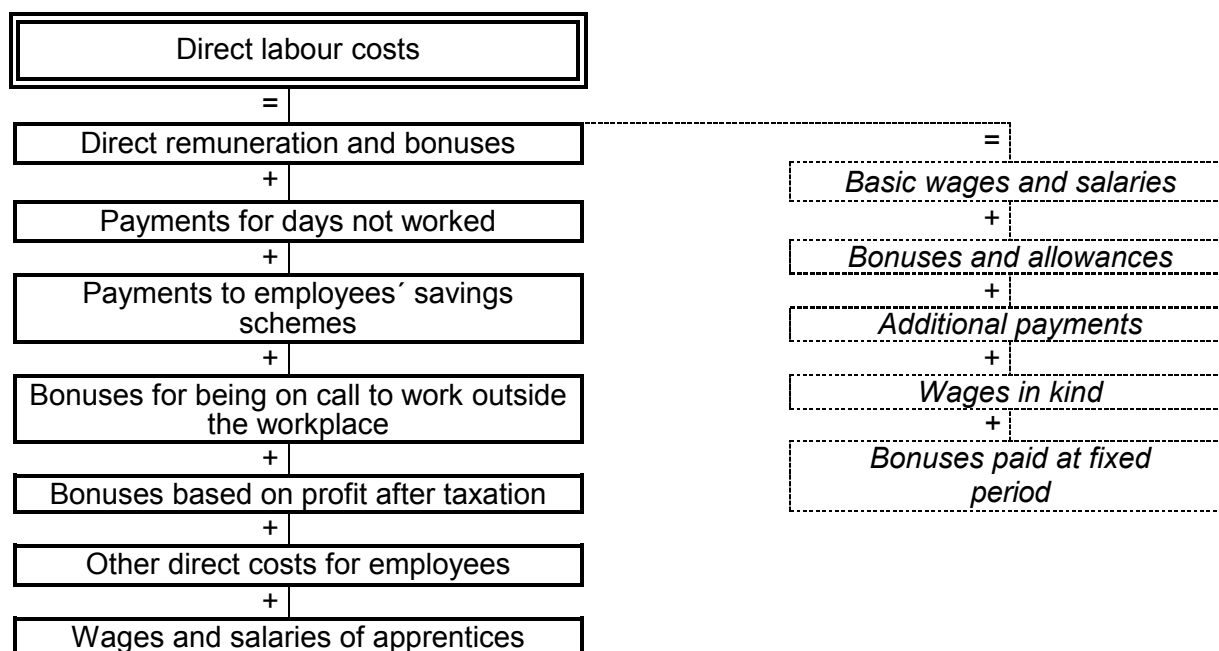 Direct labour costs
=
Direct remuneration and bonuses
+
Payments for days not worked
+
Payments to employees´ savings
schemes
+
Bonuses for being on call to work outside
the workplace
+
Bonuses based on profit after taxation
+
Other direct costs for employees
+
Wages and salaries of apprentices
=
Basic wages and salaries
+
Bonuses and allowances
+
Additional payments
+
Wages in kind
+
Bonuses paid at fixed
period